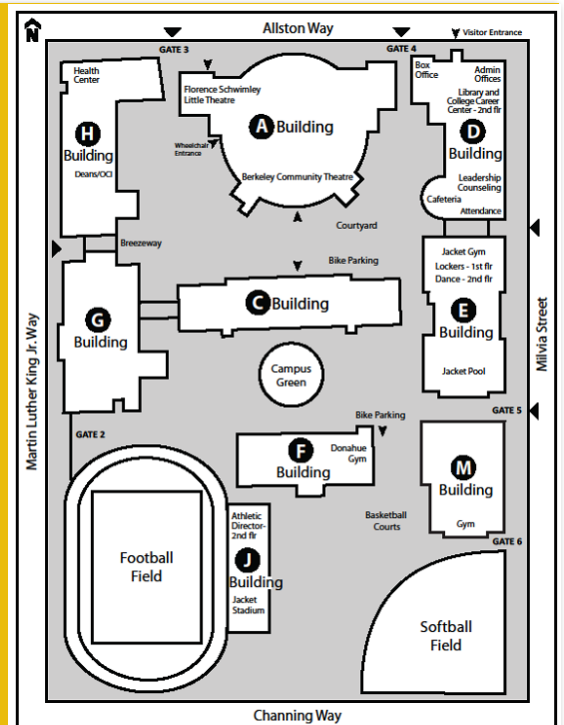 N
Allston Way
GATE 3
GATE 4
Visitor Entrance
Health
Center
H
Building
Deans/OCI
Florence Schwimley
Little Theatre
Wheelchair
Entrance
A Building
Berkeley Community Theatre
Box
Office
Admin
Offices
Library and
College Career
Center - 2nd flr
D
Building
Leadership
Counseling
Cafeteria
Attendance
Courtyard
Breezeway
Bike Parking
Jacket Gym
Lockers - 1st flr
Dance - 2nd flr
E
Building
Jacket Pool
G
Building
C Building
Campus
Green
Martin Luther King Jr. Way
Milvia Street
GATE 5
GATE 2
Bike Parking
F
Building
Donahue
Gym
M
Building
Gym
Basketball
Courts
GATE 6
Football
Field
Athletic
Director-
2nd flr
J
Building
Jacket
Stadium
Softball
Field
Channing Way